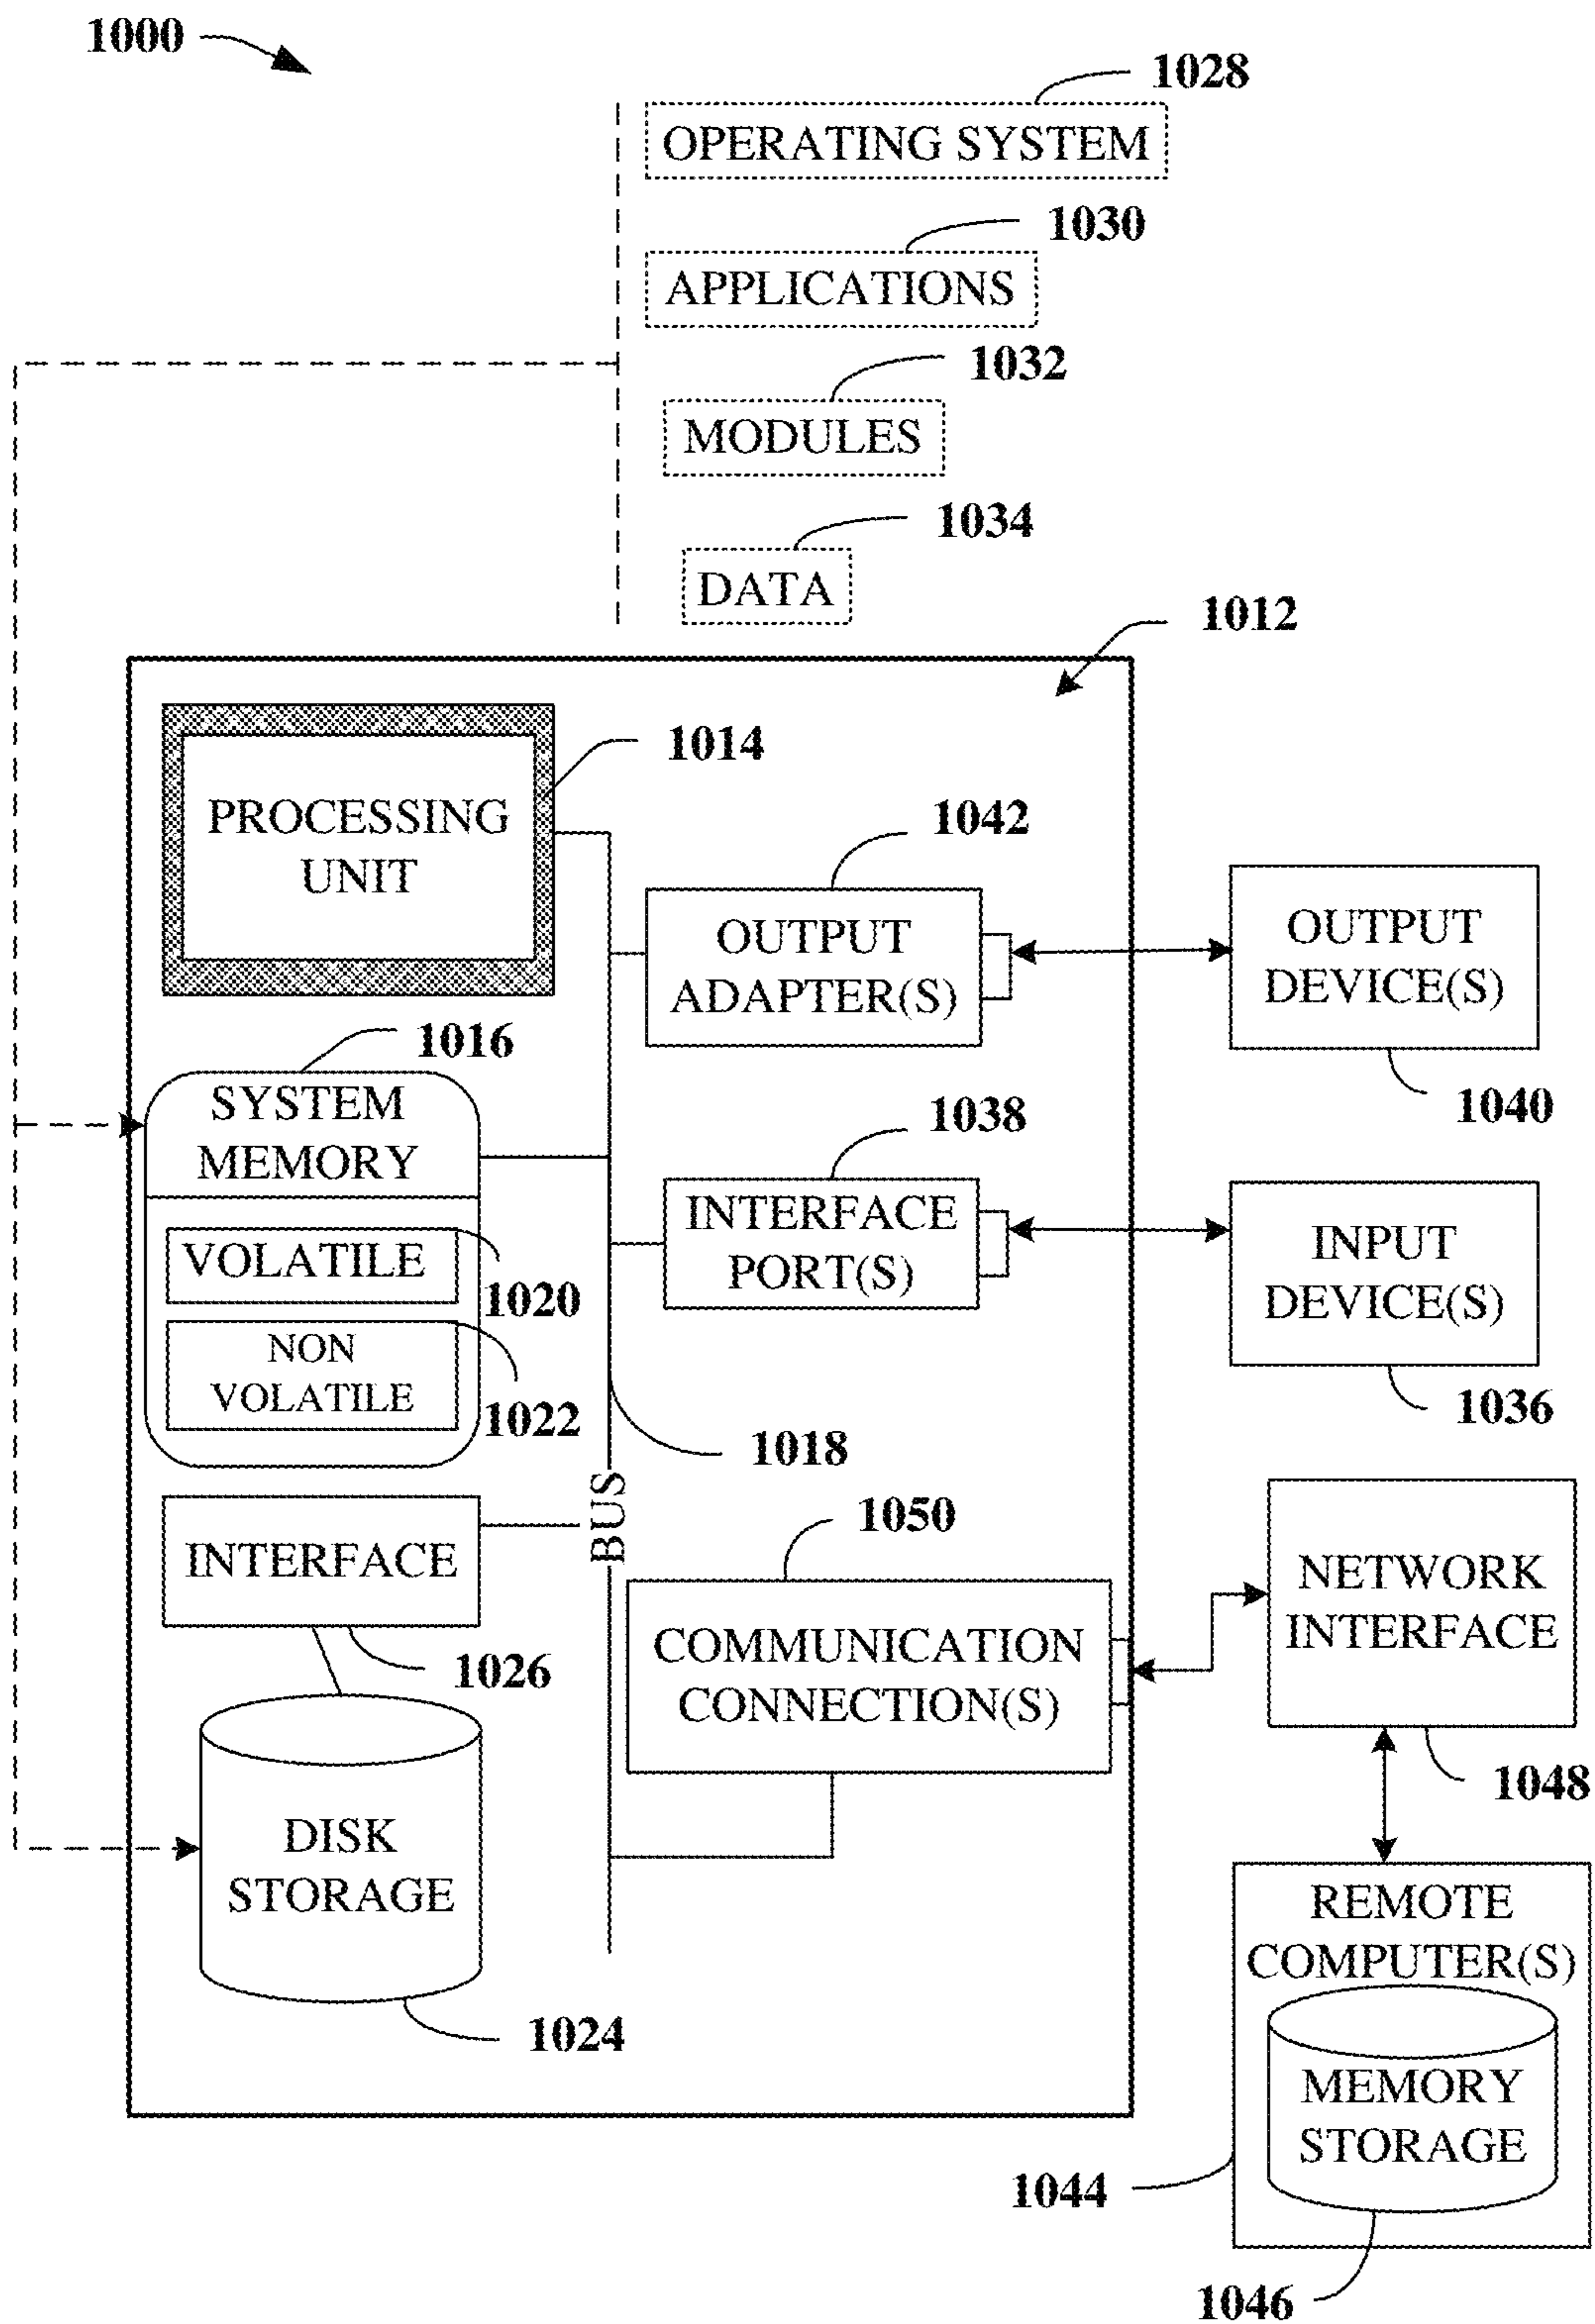 1000
1028
OPERATING SYSTEM
1030
APPLICATIONS
1032
MODULES
1034
DATA
1012
1014
PROCESSING
UNIT
1042
OUTPUT
ADAPTER(S)
OUTPUT
DEVICE(S)
1040
1016
SYSTEM
MEMORY
VOLATILE
1020
NON
VOLATILE
1022
1038
INTERFACE
PORT(S)
INPUT
DEVICE(S)
1036
1018
BUS
INTERFACE
1026
1050
COMMUNICATION
CONNECTION(S)
NETWORK
INTERFACE
1048
DISK
STORAGE
1024
REMOTE
COMPUTER(S)
MEMORY
STORAGE
1044
1046